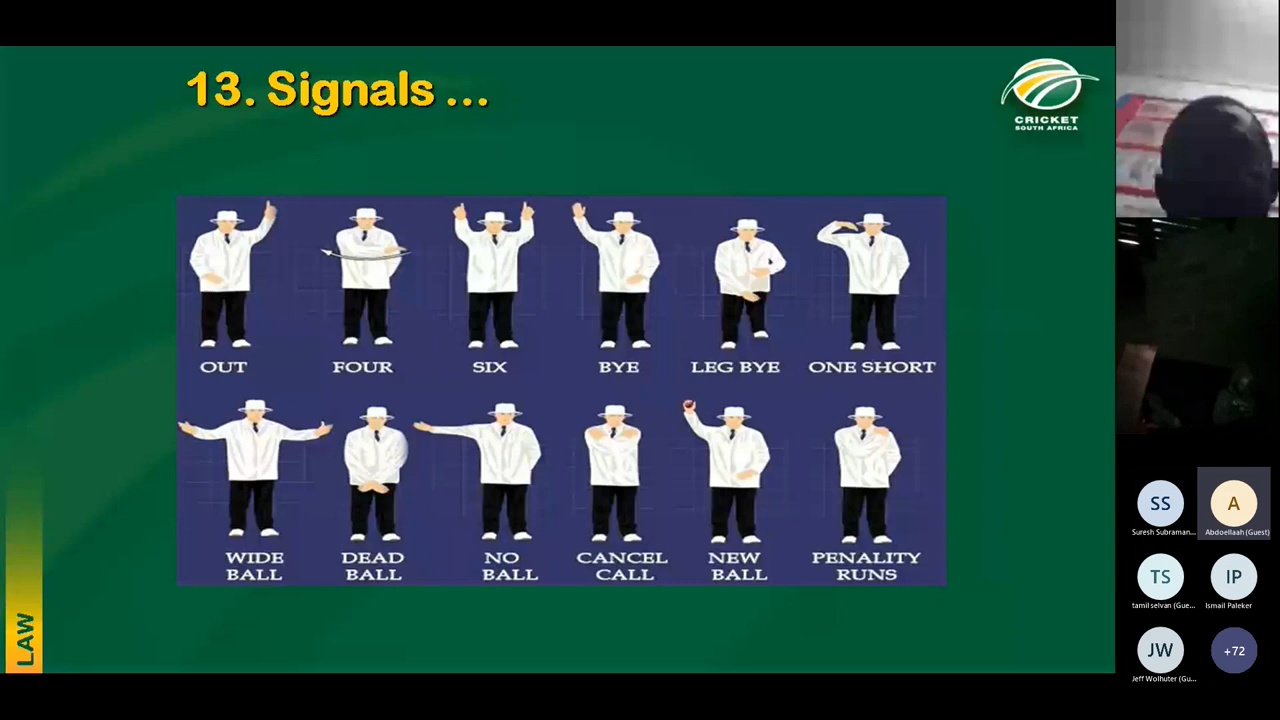 13. Signals ...
CRICKET
SOUTH AFRICA
OUT
FOUR
SIX
BYE
LEG BYE
ONE SHORT
WIDE
BALL
DEAD
BALL
NO
BALL
CANCEL
CALL
NEW
BALL
PENALITY
RUNS
LAW
SS
Suresh Subraman...
A
Abdoellaah (Guest)
TS
tamil selvan (Gue...
IP
Ismail Paleker
JW
Jeff Wolhuter (Gu...
+72